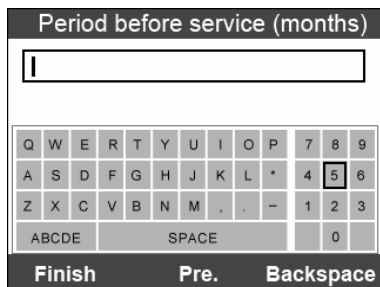 Period before service (months)
Q W E R T Y U I O P 7 8 9
A S D F G H J K L * 4 5 6
Z X C V B N M , . – 1 2 3
ABCDE SPACE 0
Finish Pre. Backspace